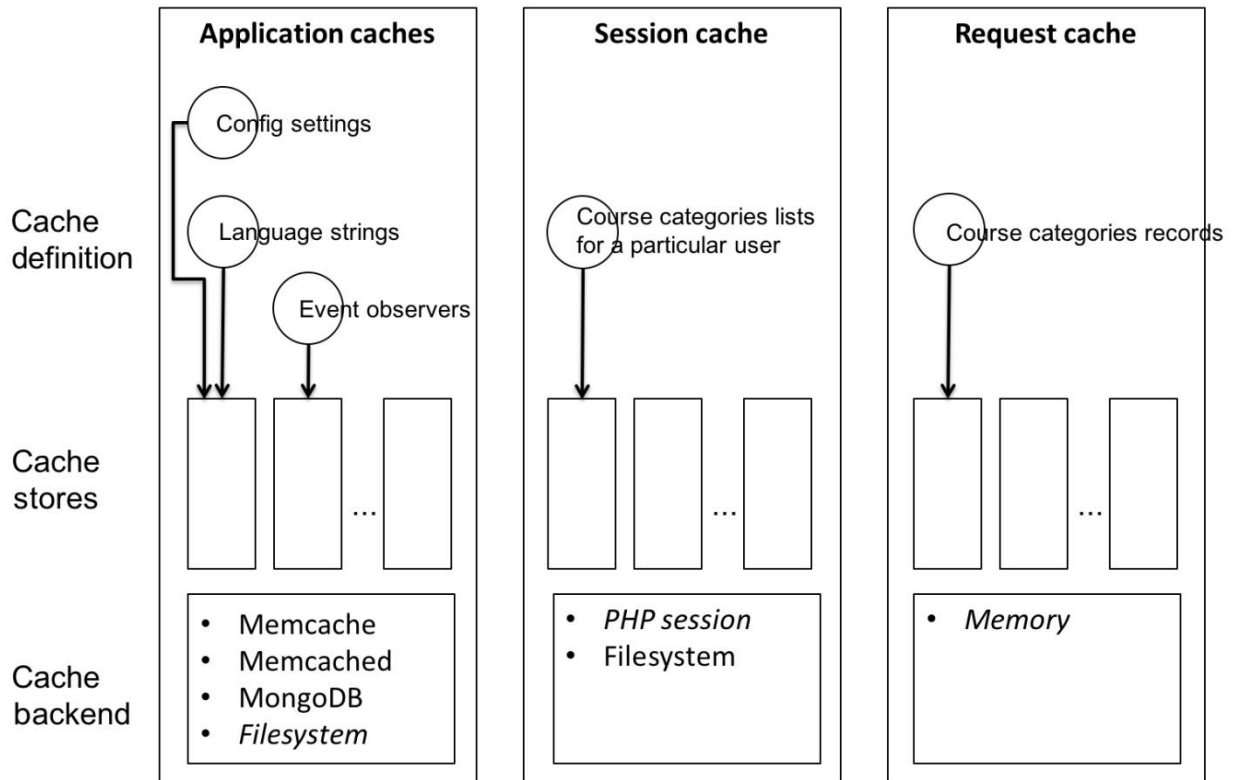 Application caches
Session cache
Request cache
Cache
definition
Config settings
Language strings
Event observers
Course categories lists
for a particular user
Course categories records
Cache
stores
...
...
...
Cache
backend
• Memcache
• Memcached
• MongoDB
• Filesystem
• PHP session
• Filesystem
• Memory